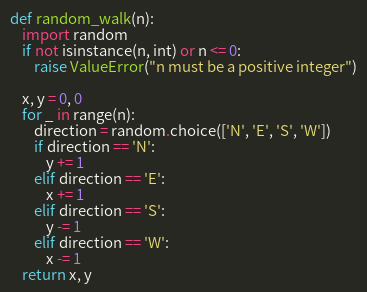 def random_walk(n):
    import random
    if not isinstance(n, int) or n <= 0:
        raise ValueError("n must be a positive integer")

    x, y = 0, 0
    for _ in range(n):
        direction = random.choice(['N', 'E', 'S', 'W'])
        if direction == 'N':
            y += 1
        elif direction == 'E':
            x += 1
        elif direction == 'S':
            y -= 1
        elif direction == 'W':
            x -= 1
    return x, y